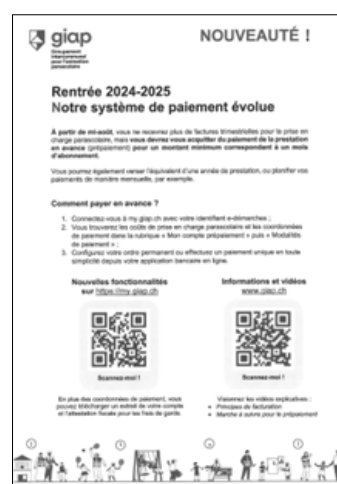 giap
NOUVEAUTÉ !
Groupement
intercommunal
pour l'animation
parascolaire
Rentrée 2024-2025
Notre système de paiement évolue
À partir de mi-août, vous ne recevrez plus de factures trimestrielles pour la prise en
charge parascolaire, mais vous devrez vous acquitter du paiement de la prestation
en avance (prépaiement) pour un montant minimum correspondant à un mois
d'abonnement.
Vous pourrez également verser l'équivalent d'une année de prestation, ou planifier vos
paiements de manière mensuelle, par exemple.
Comment payer en avance ?
1. Connectez-vous à my.giap.ch avec votre identifiant e-démarches ;
2. Vous trouverez les coûts de prise en charge parascolaire et les coordonnées
de paiement dans la rubrique « Mon compte prépaiement » puis « Modalités
de paiement » ;
3. Configurez votre ordre permanent ou effectuez un paiement unique en toute
simplicité depuis votre application bancaire en ligne.
Nouvelles fonctionnalités
sur https://my.giap.ch
Scannez-moi !
En plus des coordonnées de paiement, vous
pouvez télécharger un extrait de votre compte
et l'attestation fiscale pour les frais de garde.
Informations et vidéos
www.giap.ch
Scannez-moi !
Visionnez les vidéos explicatives :
• Principes de facturation
• Marche à suivre pour le prépaiement